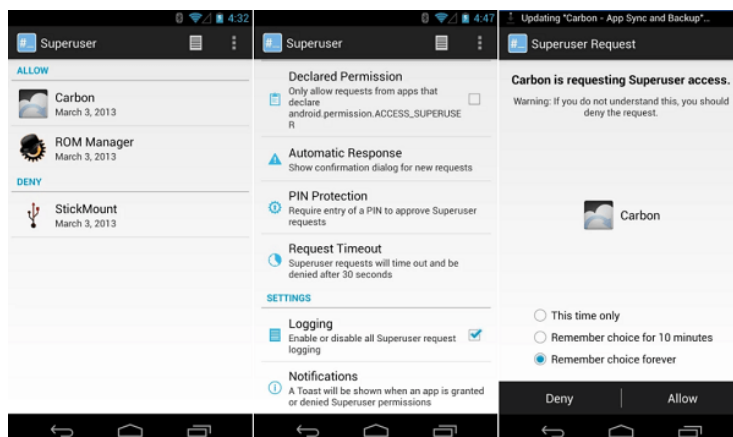 4:32
#_ Superuser
ALLOW
Carbon
March 3, 2013
ROM Manager
March 3, 2013
DENY
StickMount
March 3, 2013
4:47
#_ Superuser
Declared Permission
Only allow requests from apps that
declare
android.permission.ACCESS_SUPERUSE
R
Automatic Response
Show confirmation dialog for new requests
PIN Protection
Require entry of a PIN to approve Superuser
requests
Request Timeout
Superuser requests will time out and be
denied after 30 seconds
SETTINGS
Logging
Enable or disable all Superuser request
logging
Notifications
A Toast will be shown when an app is granted
or denied Superuser permissions
Updating "Carbon - App Sync and Backup"..
#_ Superuser Request
Carbon is requesting Superuser access.
Warning: If you do not understand this, you should
deny the request.
Carbon
This time only
Remember choice for 10 minutes
Remember choice forever
Deny
Allow